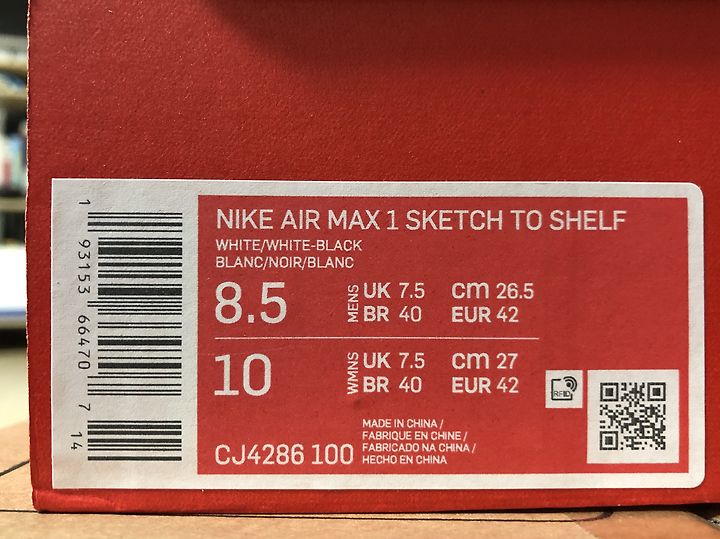 NIKE AIR MAX 1 SKETCH TO SHELF
WHITE/WHITE-BLACK
BLANC/NOIR/BLANC
8.5 MENS UK 7.5 CM 26.5
BR 40 EUR 42
10 WMNS UK 7.5 CM 27
BR 40 EUR 42
RFID
CJ4286 100
MADE IN CHINA /
FABRIQUE EN CHINE /
FABRICADO NA CHINA /
HECHO EN CHINA
1 93153 66470 7 14